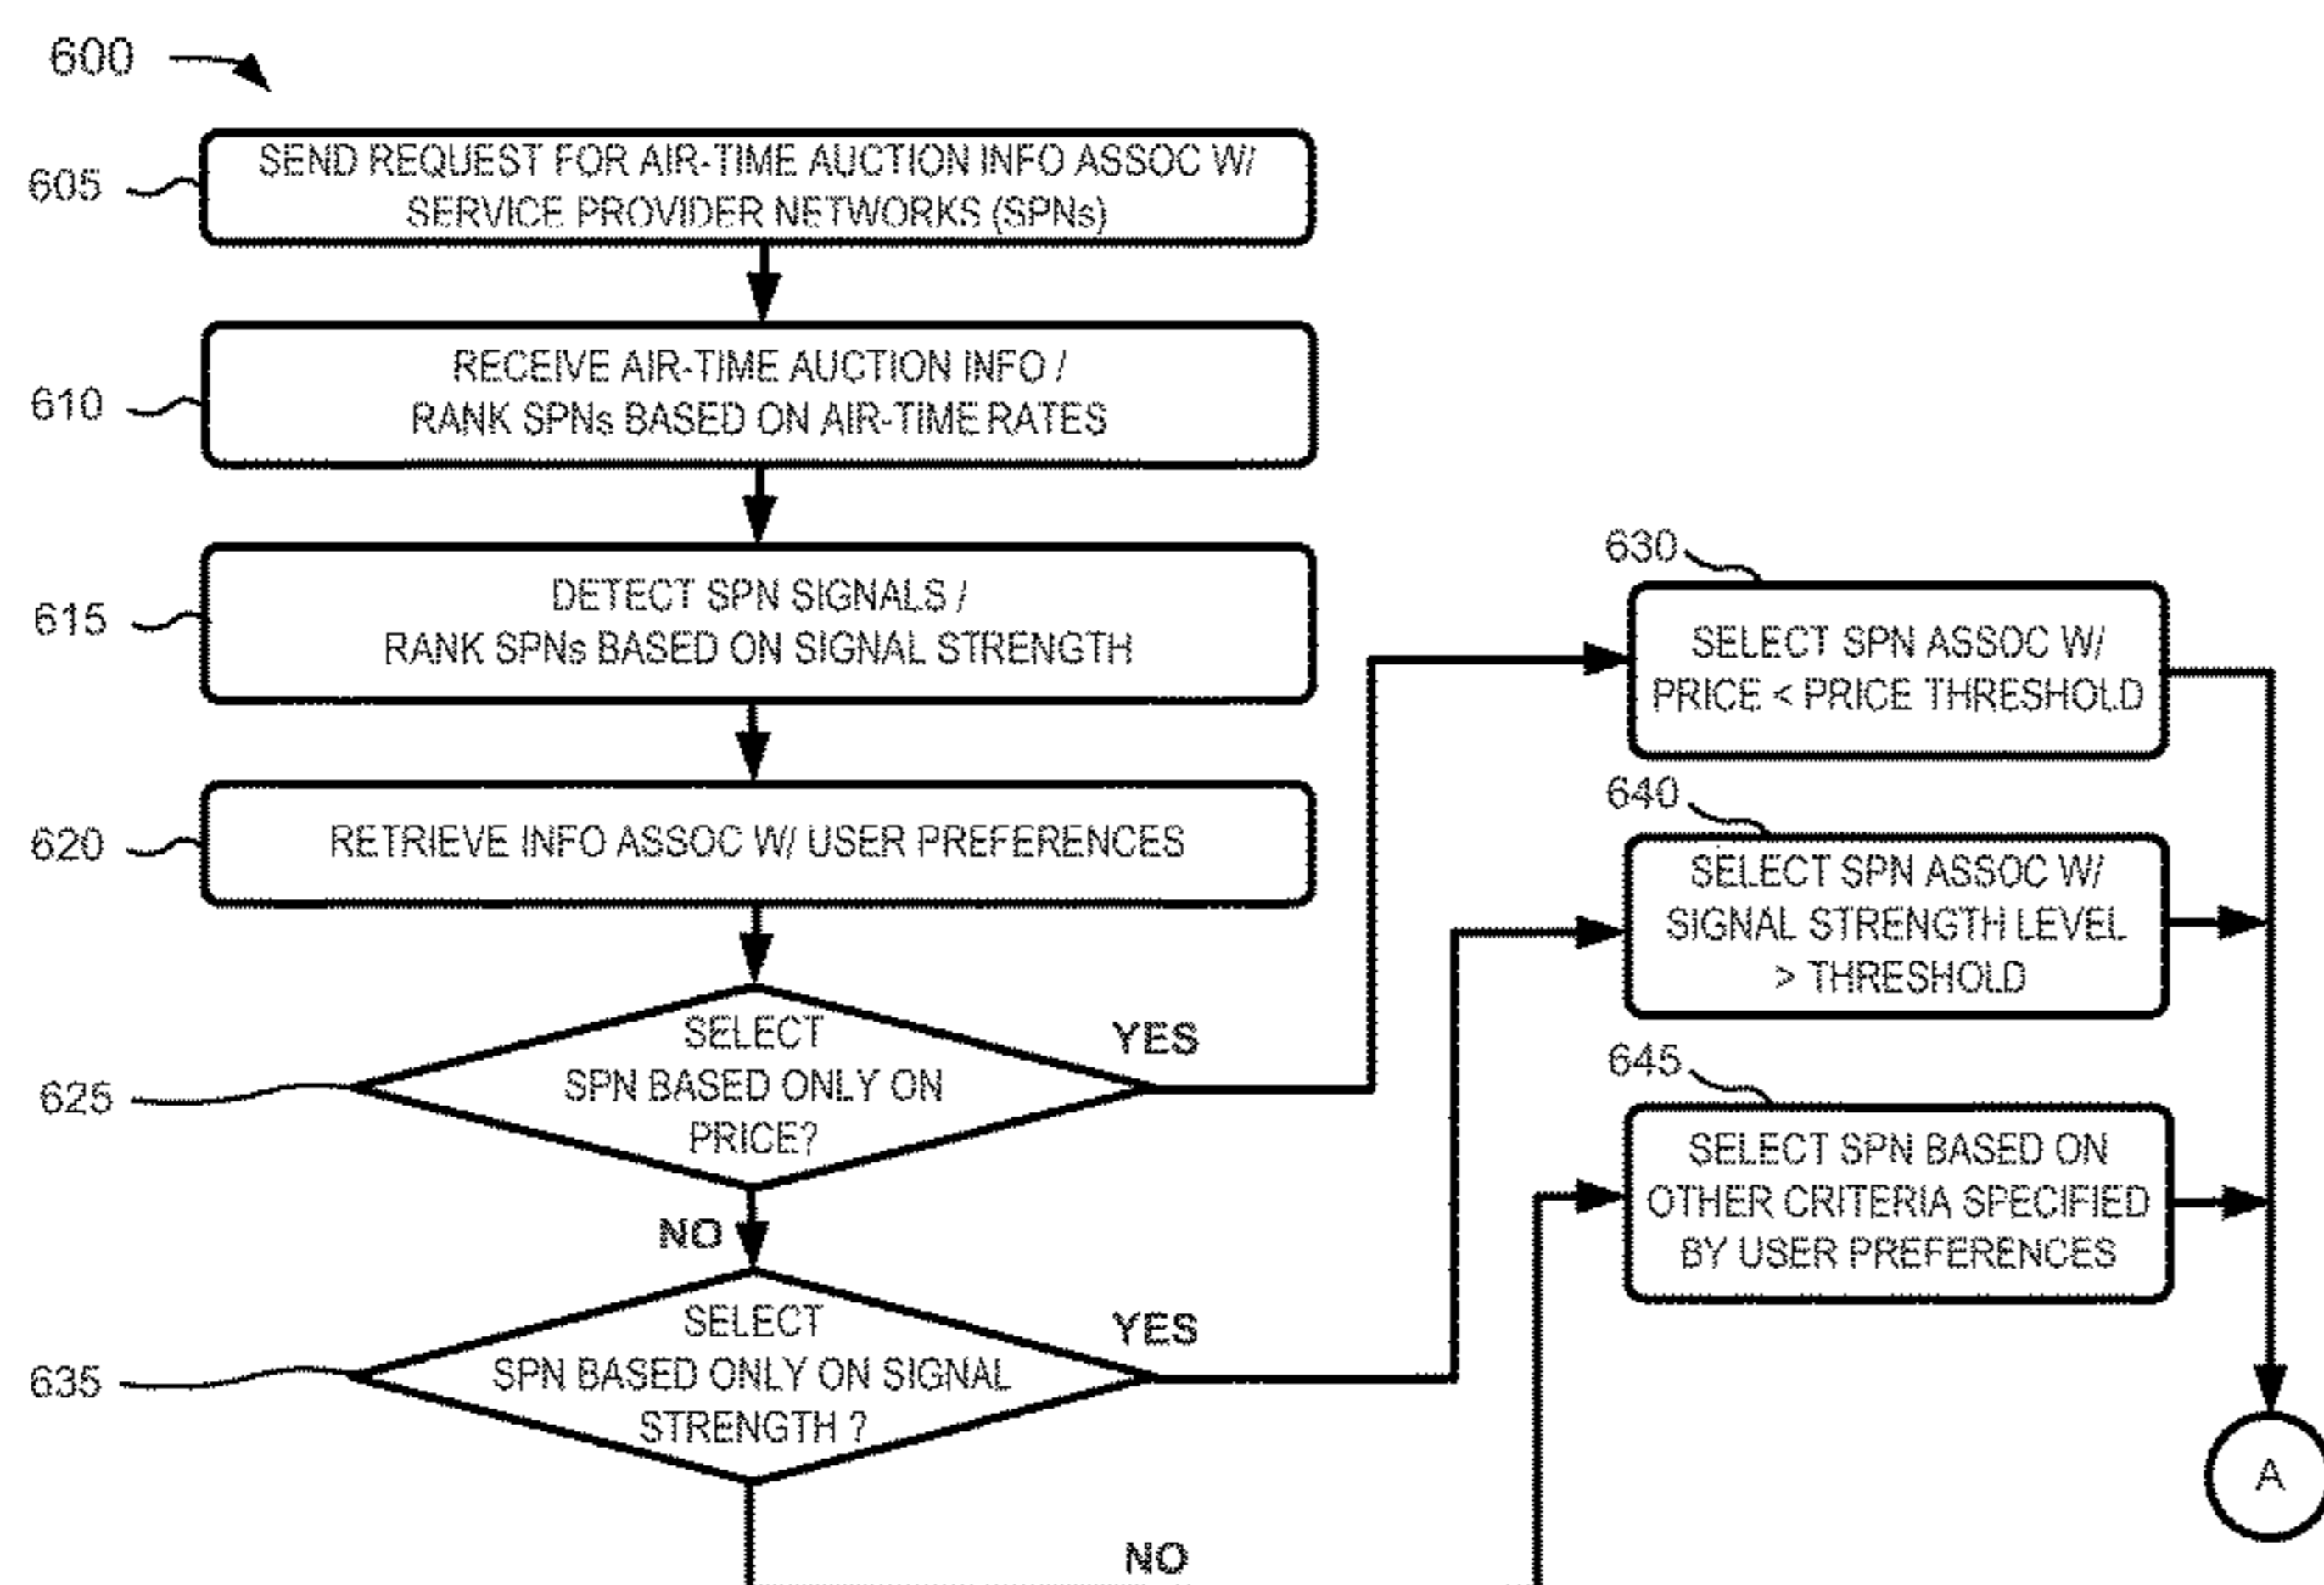 600
605
SEND REQUEST FOR AIR-TIME AUCTION INFO ASSOC W/
SERVICE PROVIDER NETWORKS (SPNs)
610
RECEIVE AIR-TIME AUCTION INFO /
RANK SPNs BASED ON AIR-TIME RATES
615
DETECT SPN SIGNALS /
RANK SPNs BASED ON SIGNAL STRENGTH
620
RETRIEVE INFO ASSOC W/ USER PREFERENCES
625
SELECT
SPN BASED ONLY ON
PRICE?
YES
NO
630
SELECT SPN ASSOC W/
PRICE < PRICE THRESHOLD
635
SELECT
SPN BASED ONLY ON SIGNAL
STRENGTH ?
YES
NO
640
SELECT SPN ASSOC W/
SIGNAL STRENGTH LEVEL
> THRESHOLD
645
SELECT SPN BASED ON
OTHER CRITERIA SPECIFIED
BY USER PREFERENCES
A